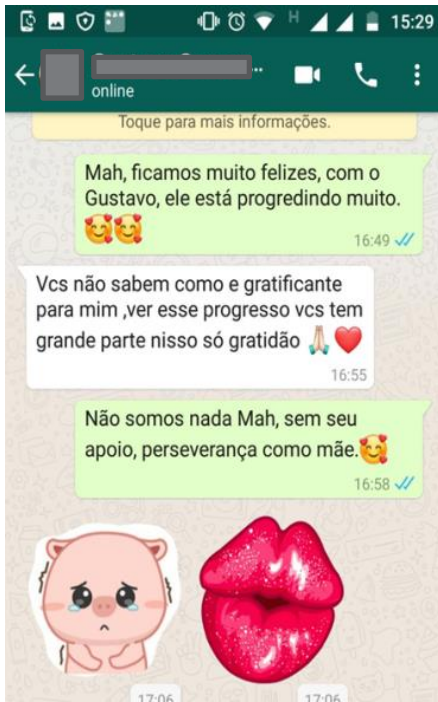 H 15:29
online
Toque para mais informações.
Mah, ficamos muito felizes, com o
Gustavo, ele está progredindo muito.
🥰🥰
16:49
Vcs não sabem como e gratificante
para mim ,ver esse progresso vcs tem
grande parte nisso só gratidão 🙏🏻❤️
16:55
Não somos nada Mah, sem seu
apoio, perseverança como mãe.🥰
16:58
17:06 17:06